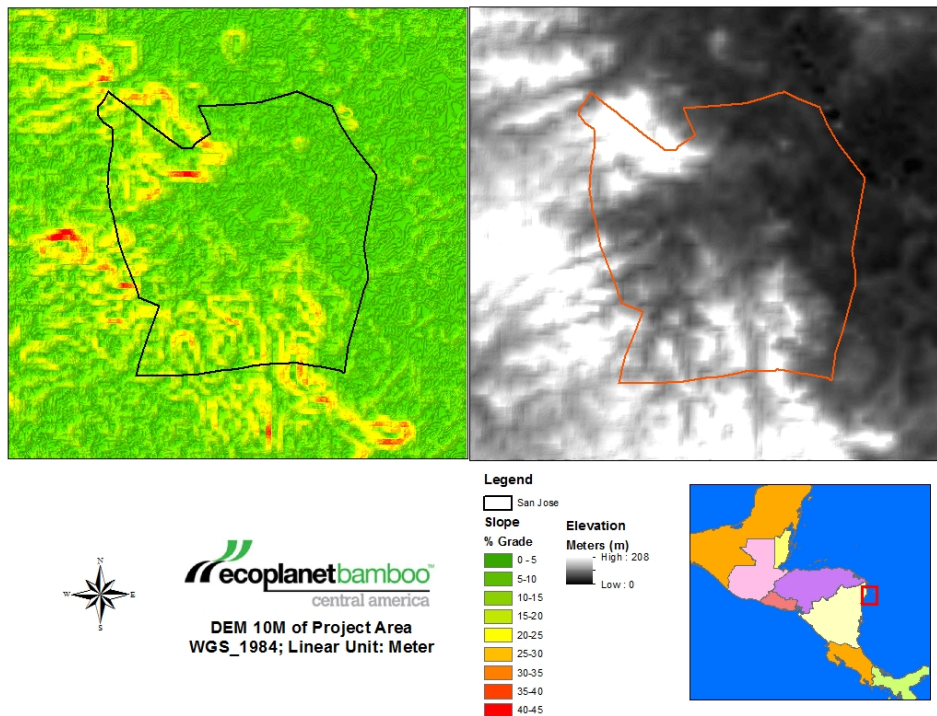 Legend
San Jose
Slope
% Grade
0 - 5
5-10
10-15
15-20
20-25
25-30
30-35
35-40
40-45
Elevation
Meters (m)
High : 208
Low : 0
N
W
E
S
ecoplanetbamboo™
central america
DEM 10M of Project Area
WGS_1984; Linear Unit: Meter